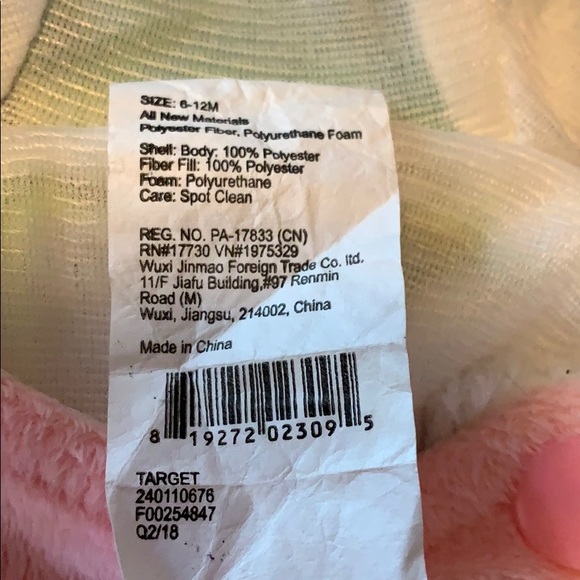 SIZE: 6-12M
All New Materials
Polyester Fiber, Polyurethane Foam
Shell: Body: 100% Polyester
Fiber Fill: 100% Polyester
Foam: Polyurethane
Care: Spot Clean
REG. NO. PA-17833 (CN)
RN#17730 VN#1975329
Wuxi Jinmao Foreign Trade Co. ltd.
11/F Jiafu Building,#97 Renmin
Road (M)
Wuxi, Jiangsu, 214002, China
Made in China
8 19272 02309 5
TARGET
240110676
F00254847
Q2/18